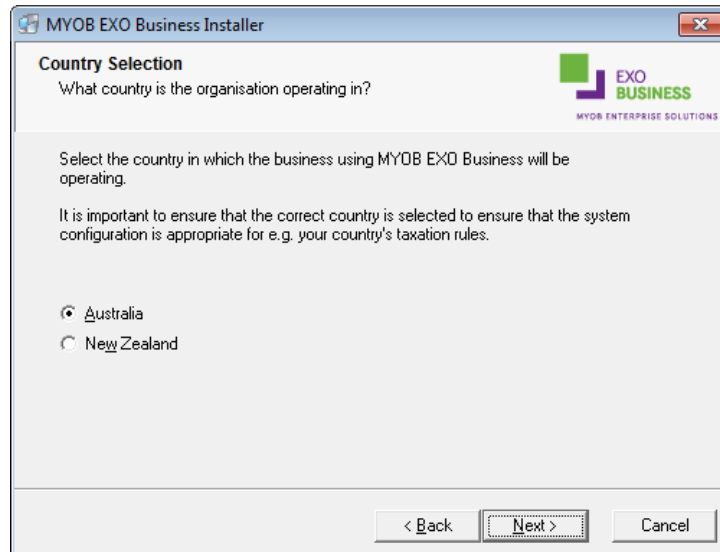 MYOB EXO Business Installer
Country Selection
What country is the organisation operating in?
EXO
BUSINESS
MYOB ENTERPRISE SOLUTIONS
Select the country in which the business using MYOB EXO Business will be
operating.
It is important to ensure that the correct country is selected to ensure that the system
configuration is appropriate for e.g. your country's taxation rules.
Australia
New Zealand
< Back
Next >
Cancel